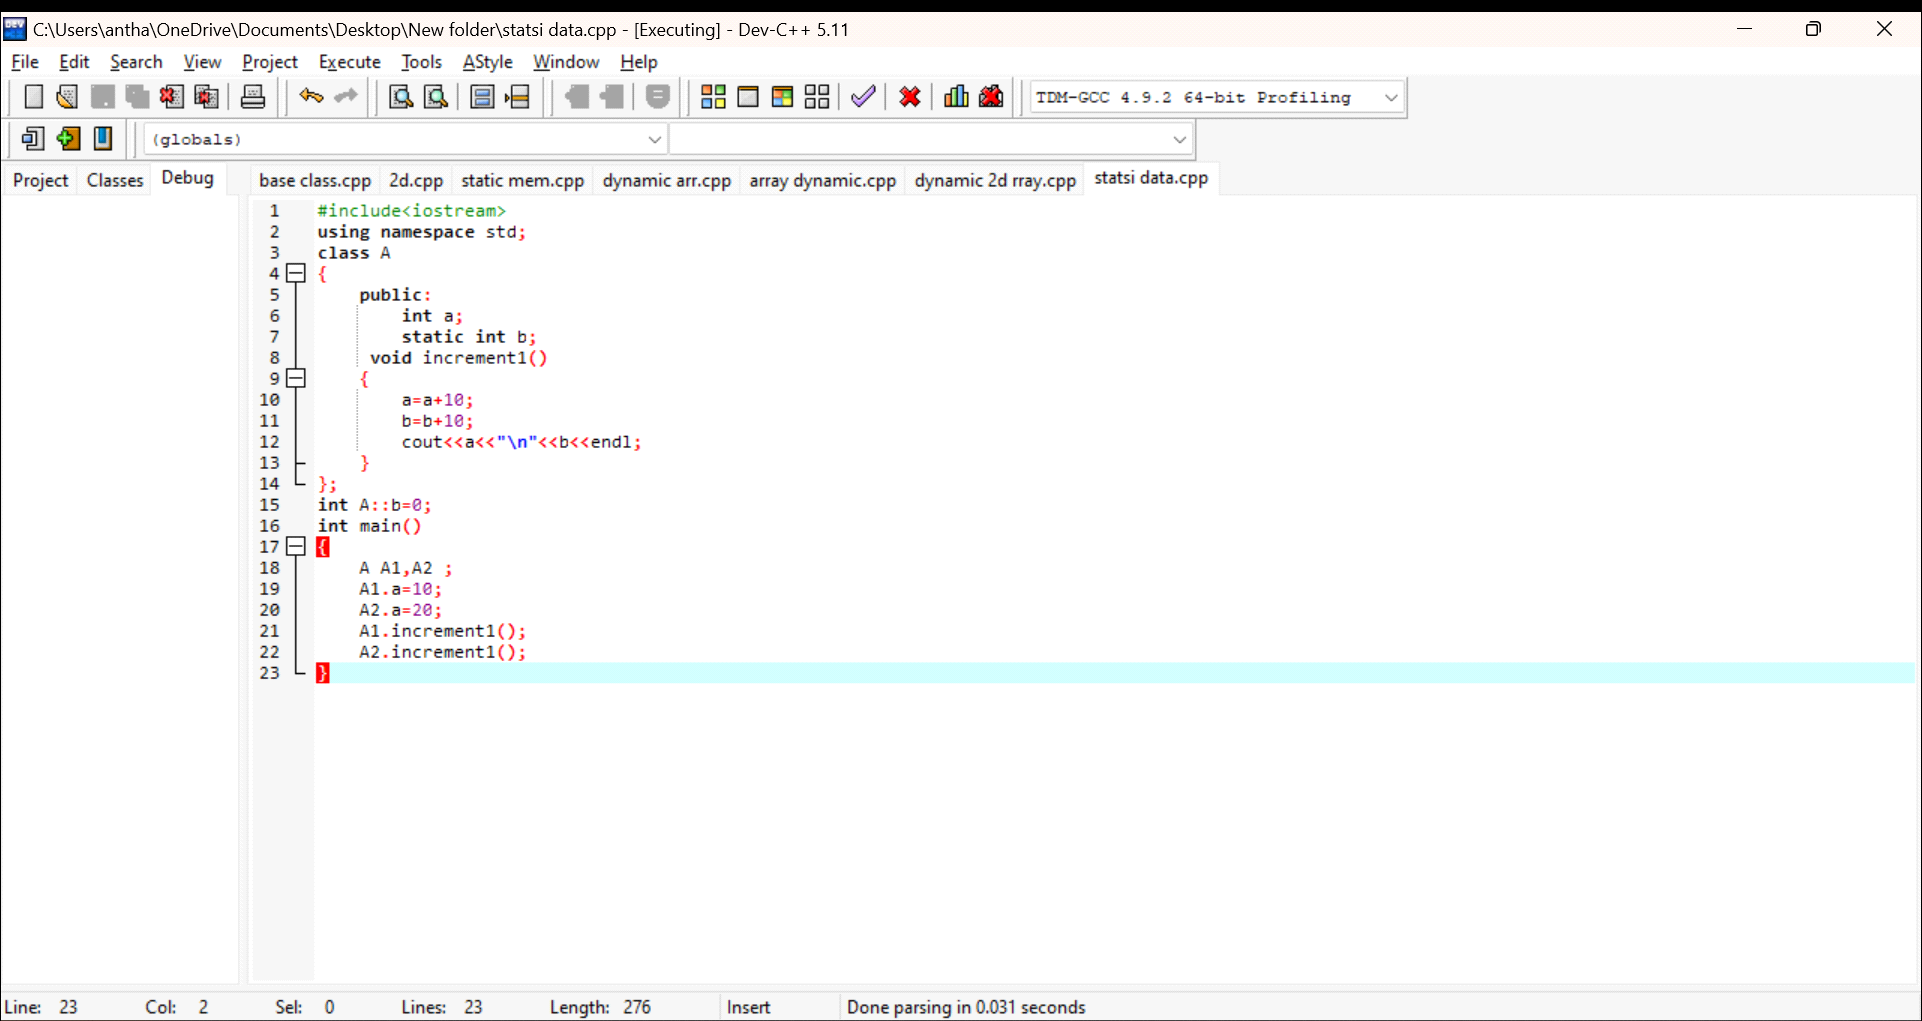 C:\Users\antha\OneDrive\Documents\Desktop\New folder\statsi data.cpp - [Executing] - Dev-C++ 5.11
File Edit Search View Project Execute Tools AStyle Window Help
TDM-GCC 4.9.2 64-bit Profiling
(globals)
Project Classes Debug base class.cpp 2d.cpp static mem.cpp dynamic arr.cpp array dynamic.cpp dynamic 2d rray.cpp statsi data.cpp
1 #include<iostream>
2 using namespace std;
3 class A
4 {
5 public:
6 int a;
7 static int b;
8 void increment1()
9 {
10 a=a+10;
11 b=b+10;
12 cout<<a<<"\n"<<b<<endl;
13 }
14 };
15 int A::b=0;
16 int main()
17 {
18 A A1,A2 ;
19 A1.a=10;
20 A2.a=20;
21 A1.increment1();
22 A2.increment1();
23 }
Line: 23 Col: 2 Sel: 0 Lines: 23 Length: 276 Insert Done parsing in 0.031 seconds